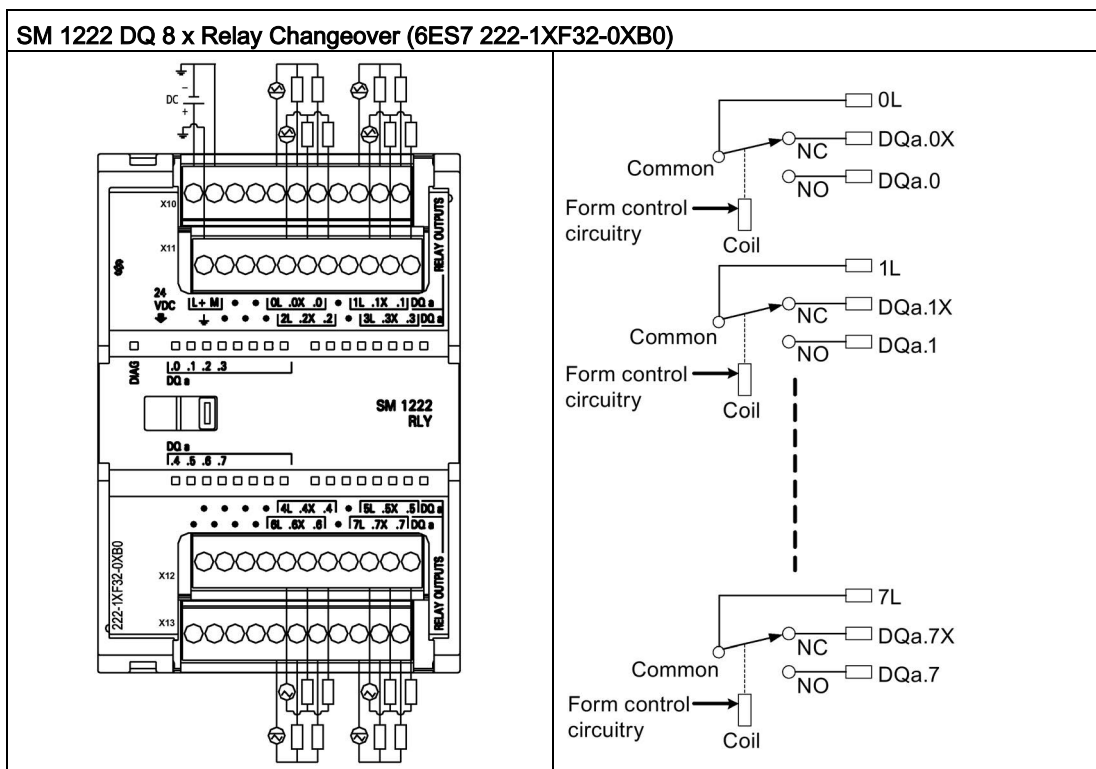 SM 1222 DQ 8 x Relay Changeover (6ES7 222-1XF32-0XB0)
DC
−
+
X10
X11
RELAY OUTPUTS
24
VDC
L+ M • • 0L .0X .0 • 1L .1X .1 DQ a
• • • 2L .2X .2 • 3L .3X .3 DQ a
DIAG
.0 .1 .2 .3
DQ a
SM 1222
RLY
DQ a
.4 .5 .6 .7
• • • • 4L .4X .4 • 5L .5X .5 DQ a
• • • • 6L .6X .6 • 7L .7X .7 DQ a
222-1XF32-0XB0
X12
X13
RELAY OUTPUTS
0L
DQa.0X
NC
Common
DQa.0
NO
Form control
circuitry
Coil
1L
DQa.1X
NC
Common
DQa.1
NO
Form control
circuitry
Coil
7L
DQa.7X
NC
Common
DQa.7
NO
Form control
circuitry
Coil